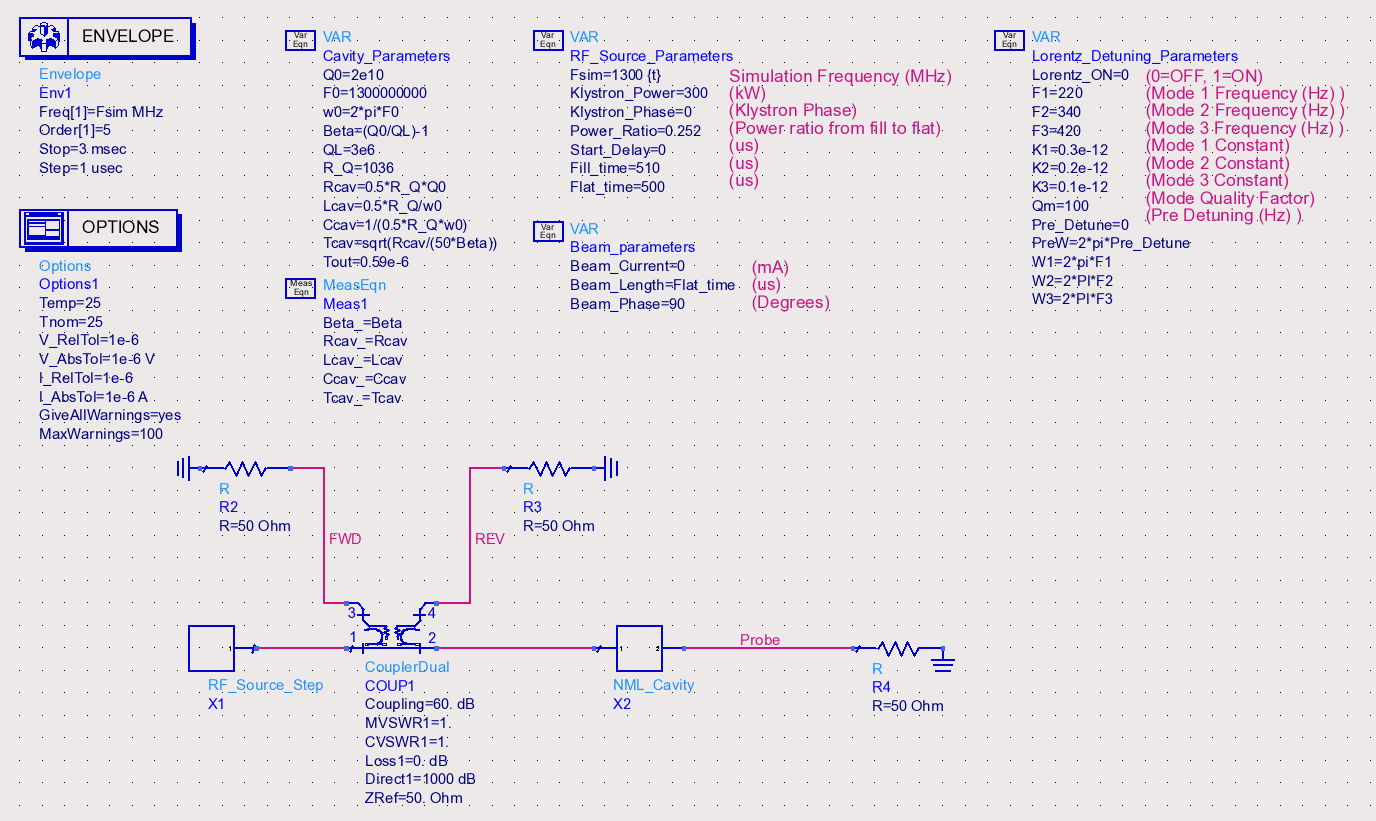 ENVELOPE
Envelope
Env1
Freq[1]=Fsim MHz
Order[1]=5
Stop=3 msec
Step=1 usec
OPTIONS
Options
Options1
Temp=25
Tnom=25
V_RelTol=1e-6
V_AbsTol=1e-6 V
I_RelTol=1e-6
I_AbsTol=1e-6 A
GiveAllWarnings=yes
MaxWarnings=100
Var
Eqn
VAR
Cavity_Parameters
Q0=2e10
F0=1300000000
w0=2*pi*F0
Beta=(Q0/QL)-1
QL=3e6
R_Q=1036
Rcav=0.5*R_Q*Q0
Lcav=0.5*R_Q/w0
Ccav=1/(0.5*R_Q*w0)
Tcav=sqrt(Rcav/(50*Beta))
Tout=0.59e-6
Meas
Eqn
MeasEqn
Meas1
Beta_=Beta
Rcav_=Rcav
Lcav_=Lcav
Ccav_=Ccav
Tcav_=Tcav
Var
Eqn
VAR
RF_Source_Parameters
Fsim=1300 {t} Simulation Frequency (MHz)
Klystron_Power=300 (kW)
Klystron_Phase=0 (Klystron Phase)
Power_Ratio=0.252 (Power ratio from fill to flat)
Start_Delay=0 (us)
Fill_time=510 (us)
Flat_time=500 (us)
Var
Eqn
VAR
Beam_parameters
Beam_Current=0 (mA)
Beam_Length=Flat_time (us)
Beam_Phase=90 (Degrees)
Var
Eqn
VAR
Lorentz_Detuning_Parameters
Lorentz_ON=0 (0=OFF, 1=ON)
F1=220 (Mode 1 Frequency (Hz) )
F2=340 (Mode 2 Frequency (Hz) )
F3=420 (Mode 3 Frequency (Hz) )
K1=0.3e-12 (Mode 1 Constant)
K2=0.2e-12 (Mode 2 Constant)
K3=0.1e-12 (Mode 3 Constant)
Qm=100 (Mode Quality Factor)
Pre_Detune=0 (Pre Detuning (Hz) )
PreW=2*pi*Pre_Detune
W1=2*pi*F1
W2=2*PI*F2
W3=2*PI*F3
R
R2
R=50 Ohm
FWD
R
R3
R=50 Ohm
REV
3 4
1 2
1
RF_Source_Step
X1
CouplerDual
COUP1
Coupling=60. dB
MVSWR1=1.
CVSWR1=1.
Loss1=0. dB
Direct1=1000 dB
ZRef=50. Ohm
1 2
NML_Cavity
X2
Probe
R
R4
R=50 Ohm